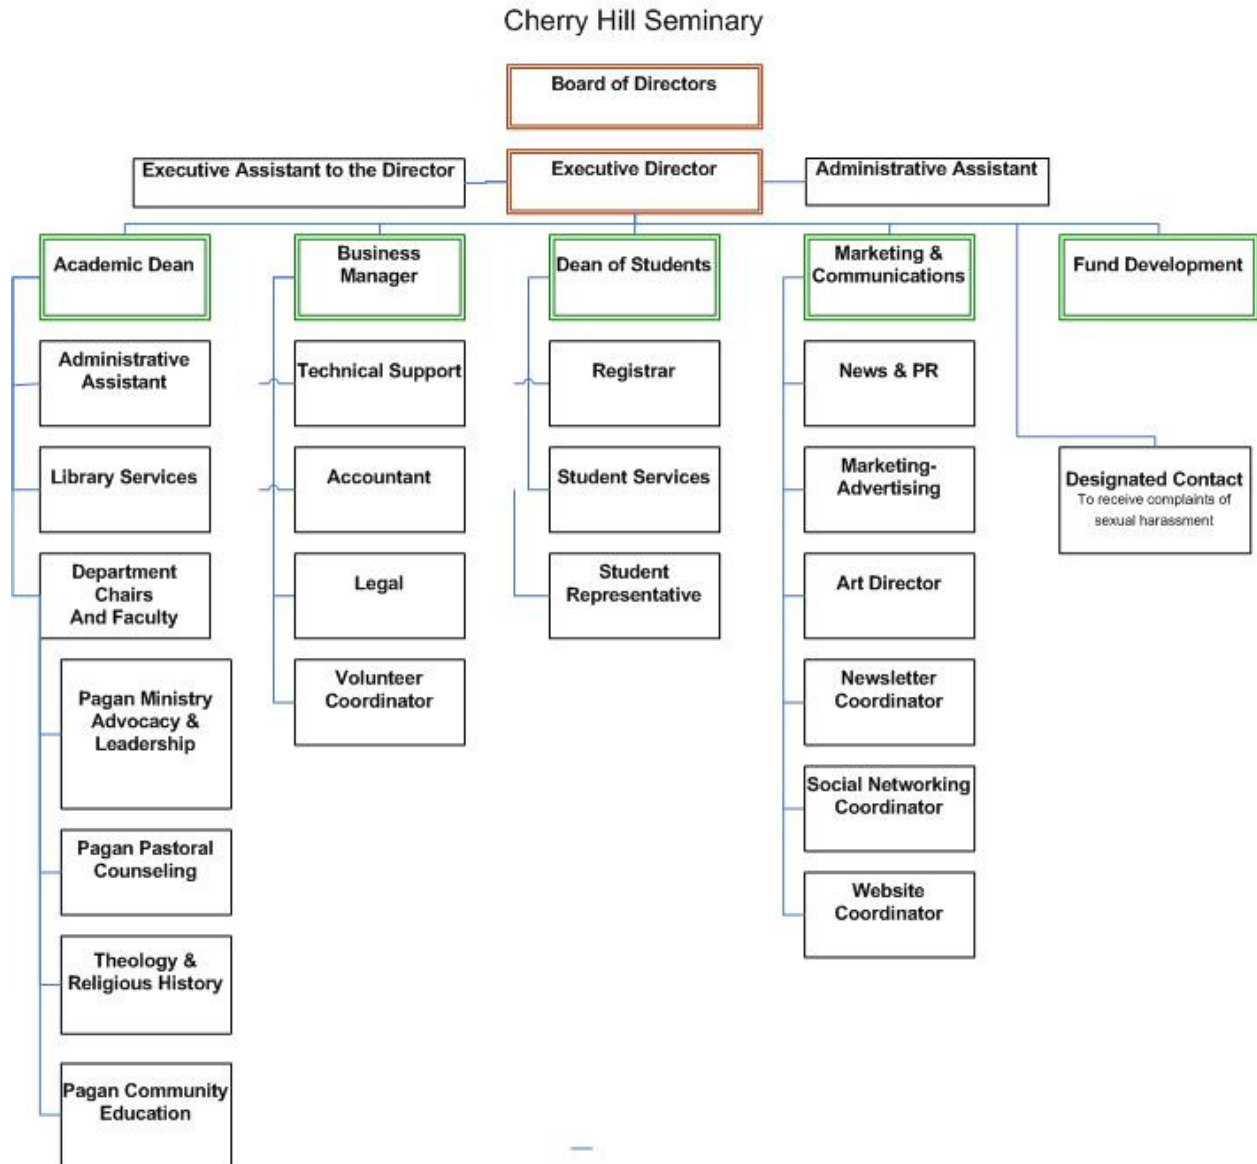 Cherry Hill Seminary
Board of Directors
Executive Assistant to the Director
Executive Director
Administrative Assistant
Academic Dean
Business
Manager
Dean of Students
Marketing &
Communications
Fund Development
Administrative
Assistant
Technical Support
Registrar
News & PR
Library Services
Accountant
Student Services
Marketing-
Advertising
Designated Contact
To receive complaints of
sexual harassment
Department
Chairs
And Faculty
Legal
Student
Representative
Art Director
Pagan Ministry
Advocacy &
Leadership
Volunteer
Coordinator
Newsletter
Coordinator
Social Networking
Coordinator
Pagan Pastoral
Counseling
Website
Coordinator
Theology &
Religious History
Pagan Community
Education